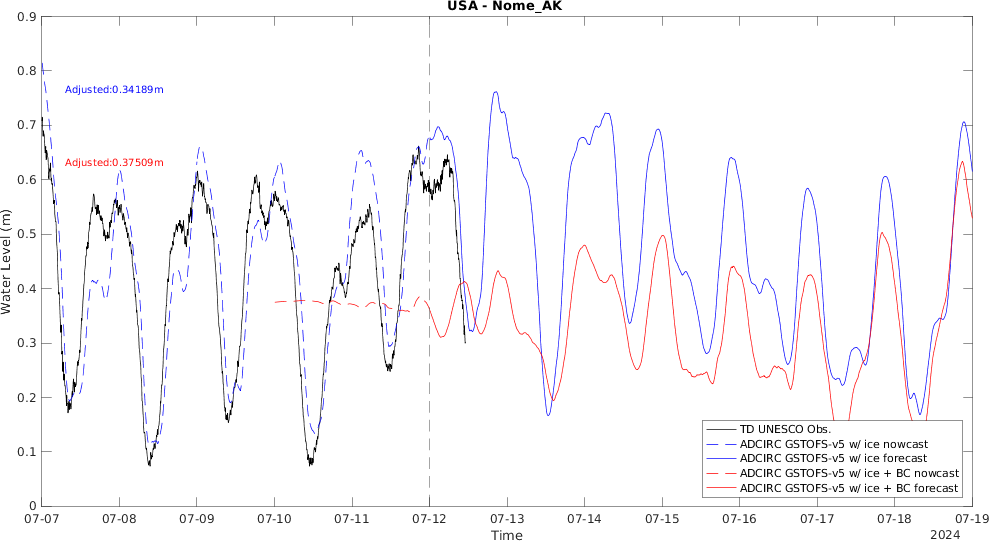 USA - Nome_AK
0.9
0.8
0.7
0.6
0.5
0.4
0.3
0.2
0.1
0
Water Level (m)
Adjusted:0.34189m
Adjusted:0.37509m
TD UNESCO Obs.
ADCIRC GSTOFS-v5 w/ ice nowcast
ADCIRC GSTOFS-v5 w/ ice forecast
ADCIRC GSTOFS-v5 w/ ice + BC nowcast
ADCIRC GSTOFS-v5 w/ ice + BC forecast
07-07 07-08 07-09 07-10 07-11 07-12 07-13 07-14 07-15 07-16 07-17 07-18 07-19
Time
2024